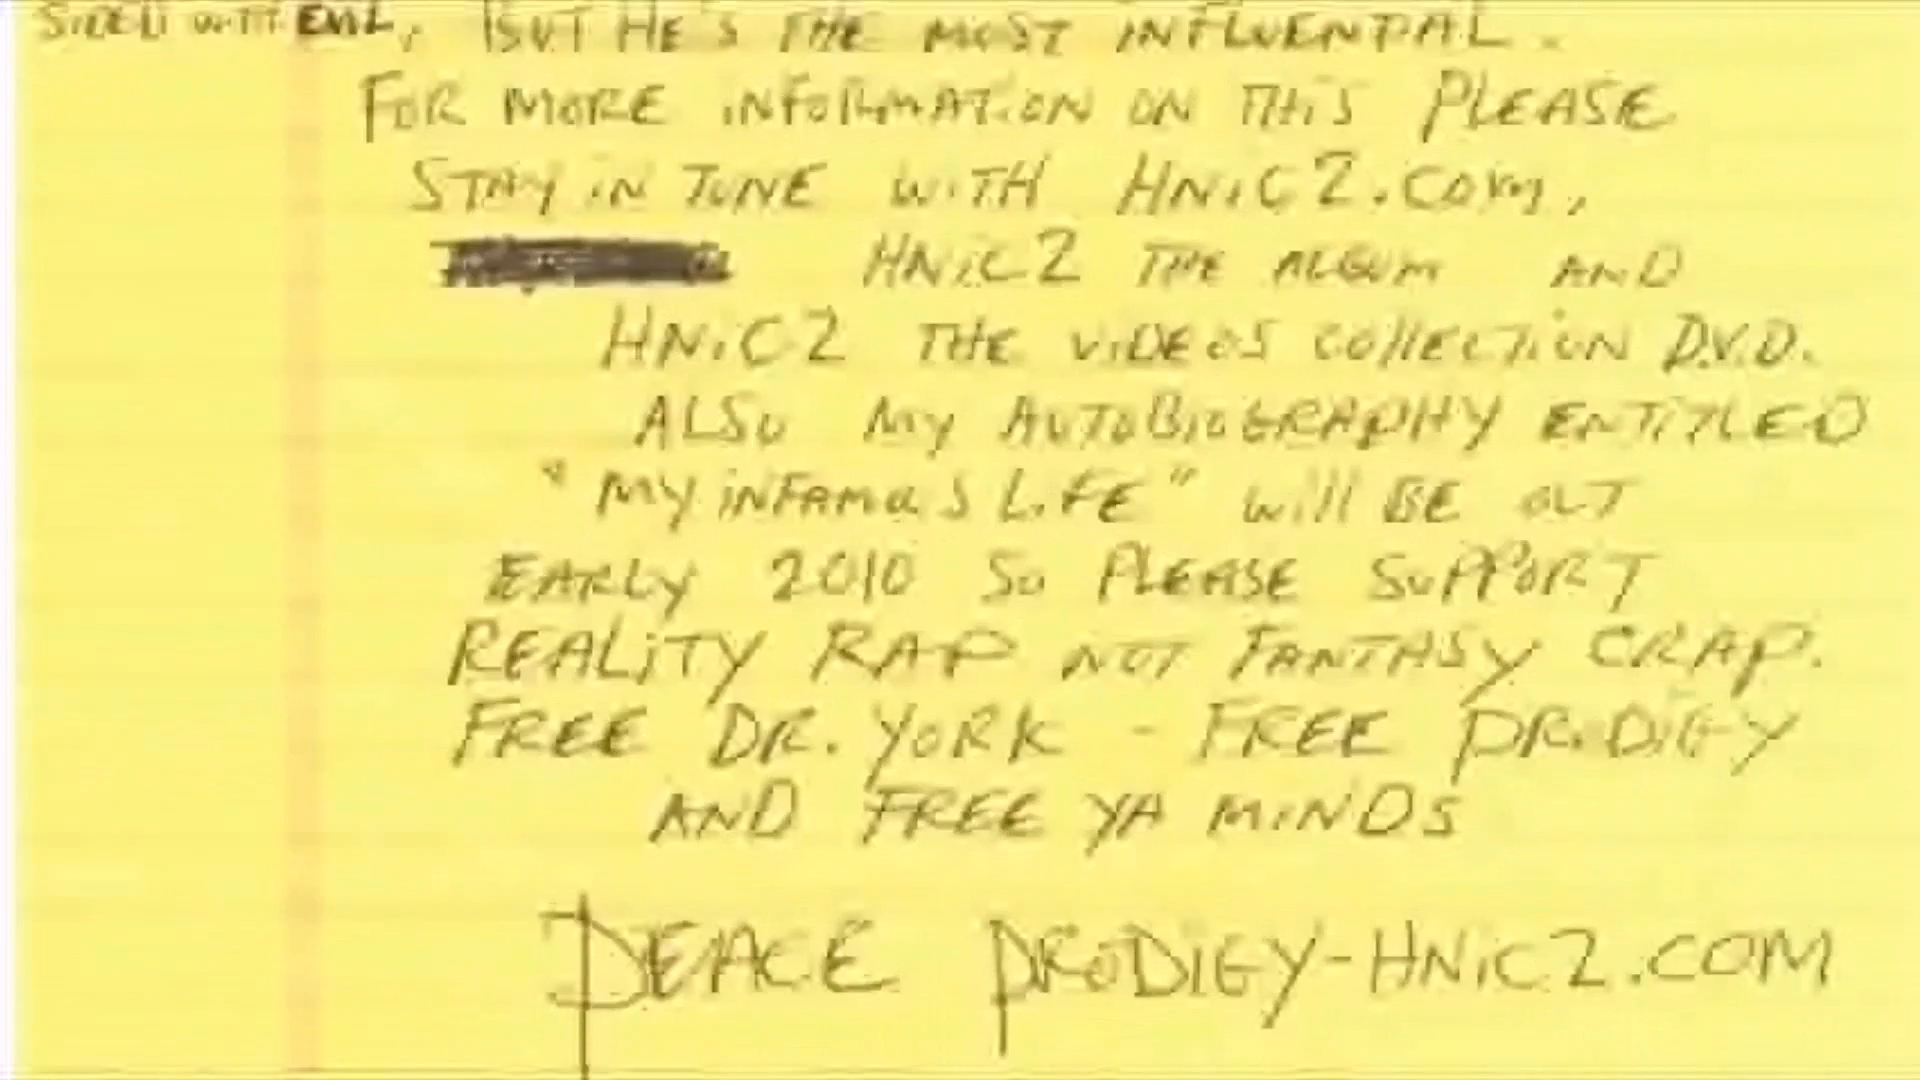 SIDED WITH EVIL, BUT HE'S THE MOST INFLUENTIAL.
FOR MORE INFORMATION ON THIS PLEASE
STAY IN TUNE WITH HNIC2.COM,
HNIC2 THE ALBUM AND
HNIC2 THE VIDEOS COLLECTION D.V.D.
ALSO MY AUTOBIOGRAPHY ENTITLED
"MY INFAMOUS LIFE" WILL BE OUT
EARLY 2010 SO PLEASE SUPPORT
REALITY RAP NOT FANTASY CRAP.
FREE DR. YORK - FREE PRODIGY
AND FREE YA MINDS
PEACE PRODIGY-HNIC2.COM